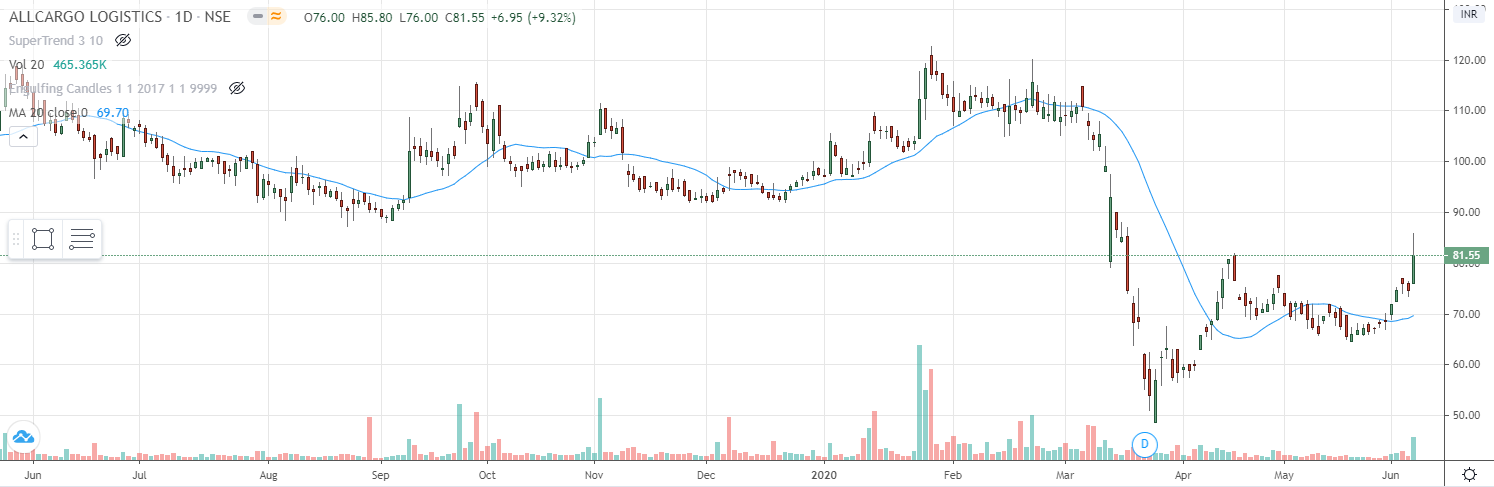 ALLCARGO LOGISTICS · 1D · NSE O76.00 H85.80 L76.00 C81.55 +6.95 (+9.32%)
INR
SuperTrend 3 10
Vol 20 465.365K
Engulfing Candles 1 1 2017 1 1 9999
MA 20 close 0 69.70
120.00
110.00
100.00
90.00
81.55
80.00
70.00
60.00
50.00
D
Jun Jul Aug Sep Oct Nov Dec 2020 Feb Mar Apr May Jun